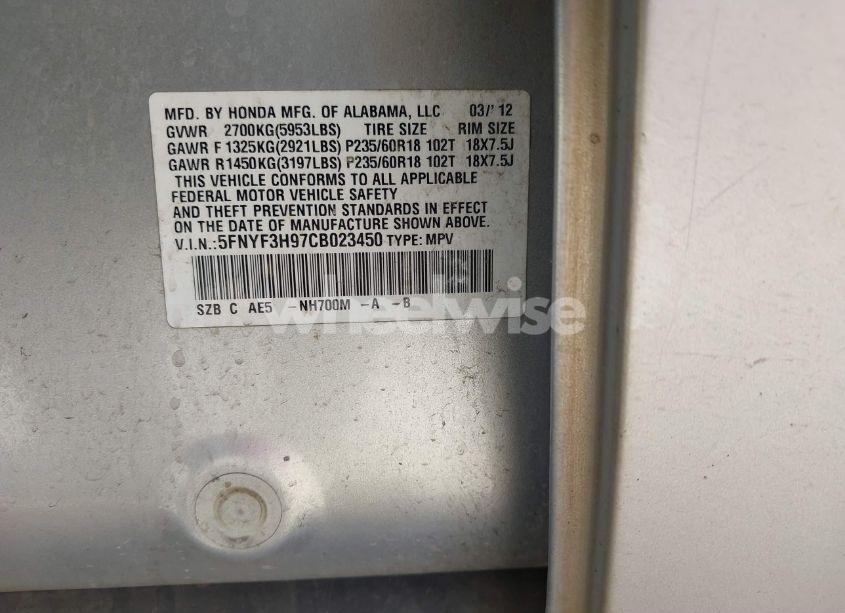 MFD. BY HONDA MFG. OF ALABAMA, LLC 03/'12
GVWR 2700KG(5953LBS) TIRE SIZE RIM SIZE
GAWR F 1325KG(2921LBS) P235/60R18 102T 18X7.5J
GAWR R1450KG(3197LBS) P235/60R18 102T 18X7.5J
THIS VEHICLE CONFORMS TO ALL APPLICABLE
FEDERAL MOTOR VEHICLE SAFETY
AND THEFT PREVENTION STANDARDS IN EFFECT
ON THE DATE OF MANUFACTURE SHOWN ABOVE.
V.I.N.:5FNYF3H97CB023450 TYPE: MPV
SZB C AE5 -NH700M -A -B
wheelwise